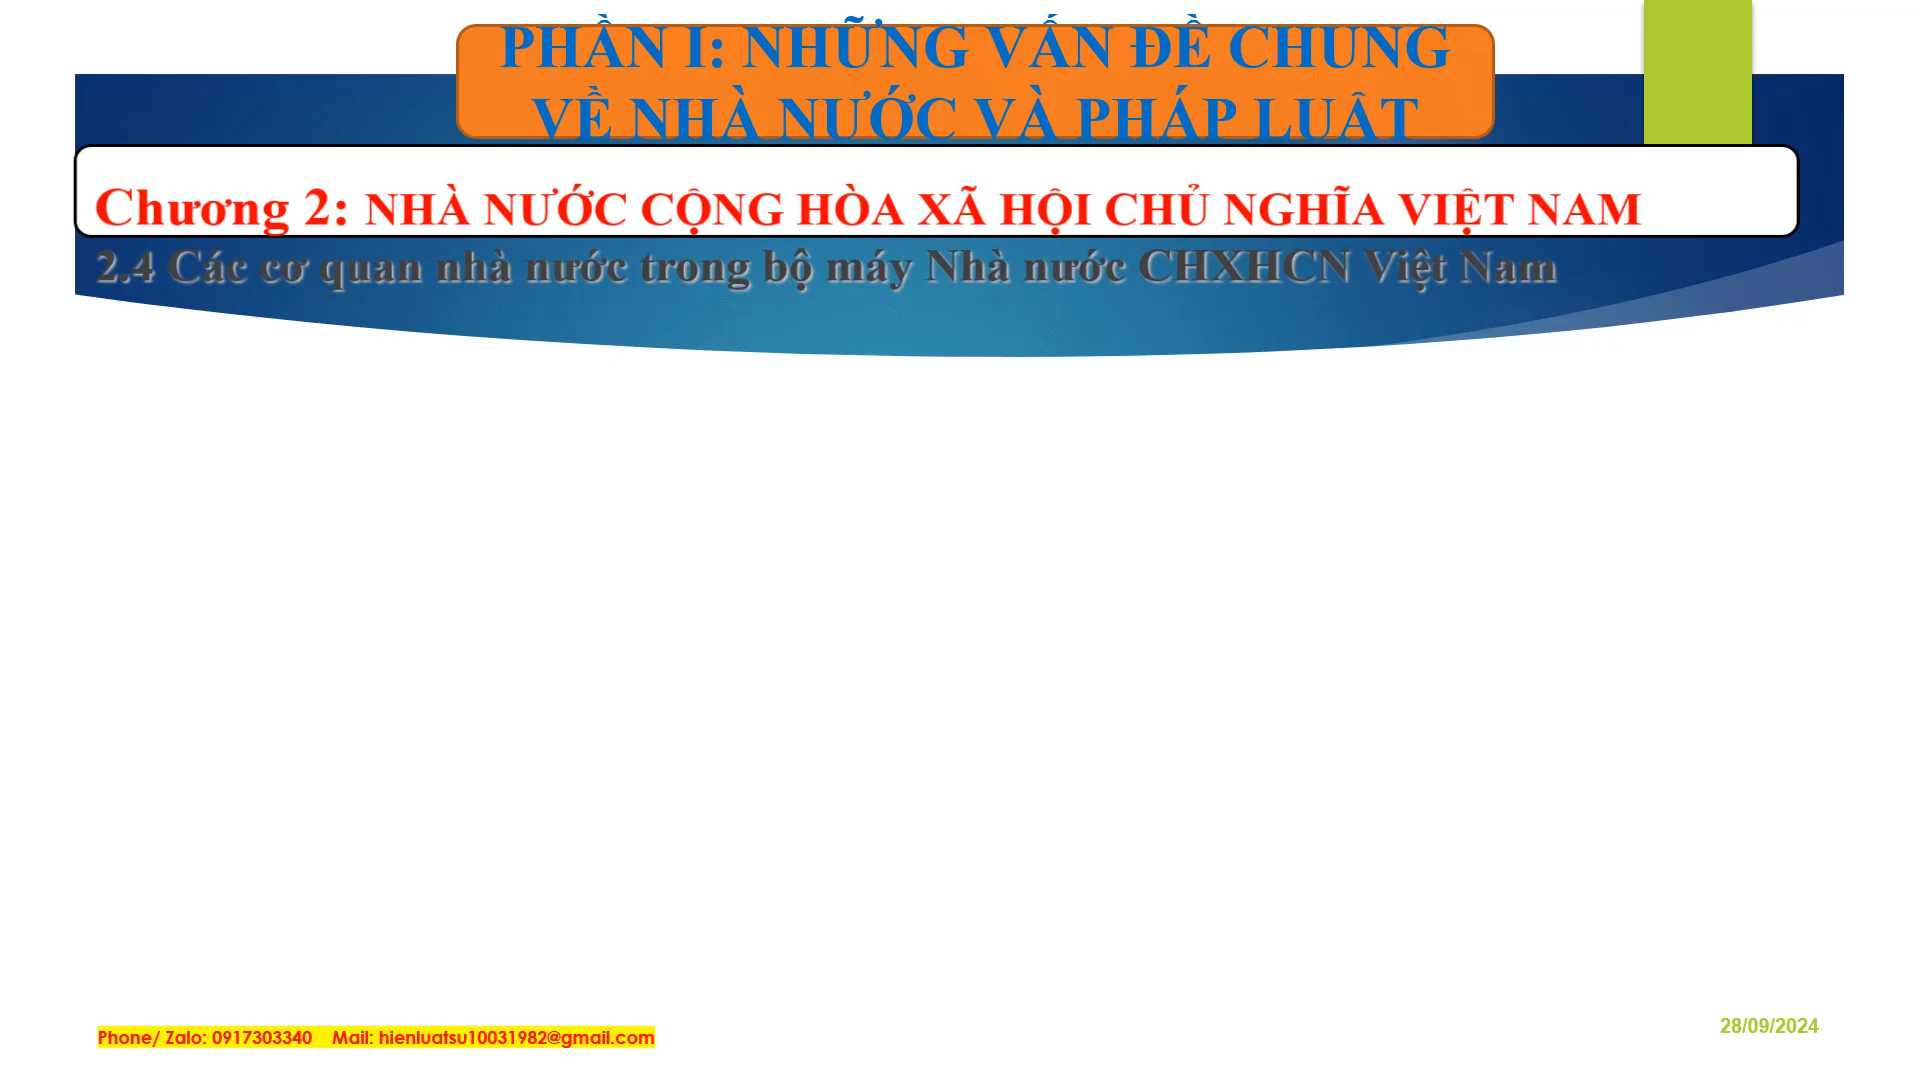 PHẦN I: NHỮNG VẤN ĐỀ CHUNG
VỀ NHÀ NƯỚC VÀ PHÁP LUẬT
Chương 2: NHÀ NƯỚC CỘNG HÒA XÃ HỘI CHỦ NGHĨA VIỆT NAM
2.4 Các cơ quan nhà nước trong bộ máy Nhà nước CHXHCN Việt Nam
Phone/ Zalo: 0917303340 Mail: hienluatsu10031982@gmail.com
28/09/2024